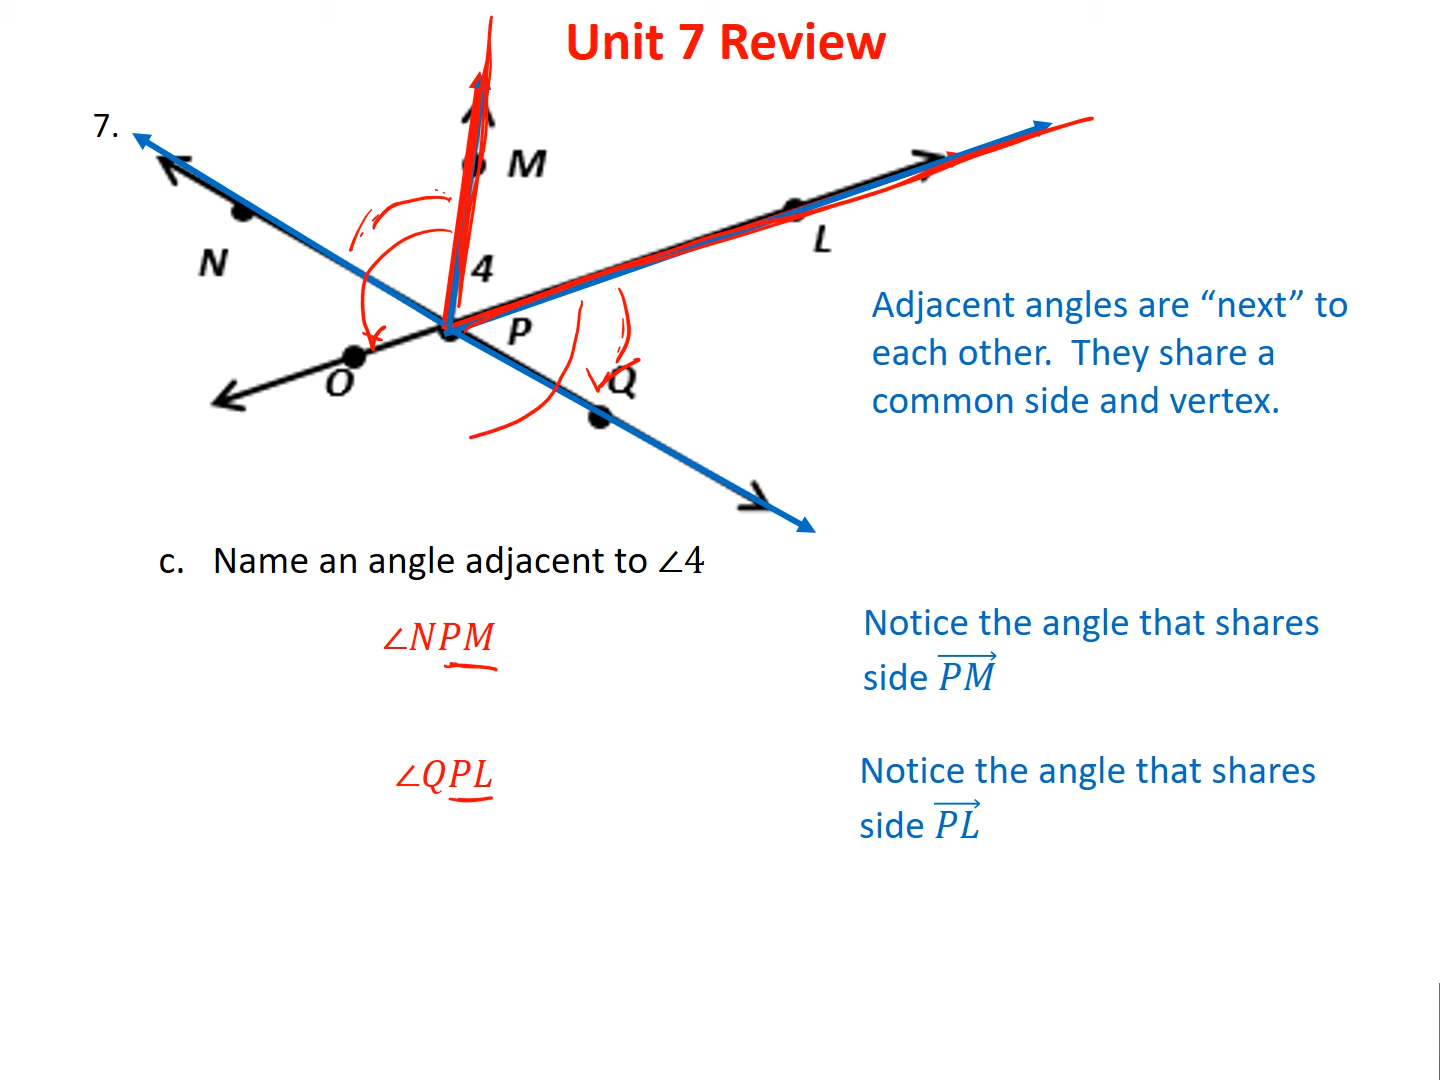 Unit 7 Review
7.
M
N
L
4
P
O
Q
Adjacent angles are “next” to
each other. They share a
common side and vertex.
c. Name an angle adjacent to ∠4
∠NPM
Notice the angle that shares
side \overrightarrow{PM}
∠QPL
Notice the angle that shares
side \overrightarrow{PL}